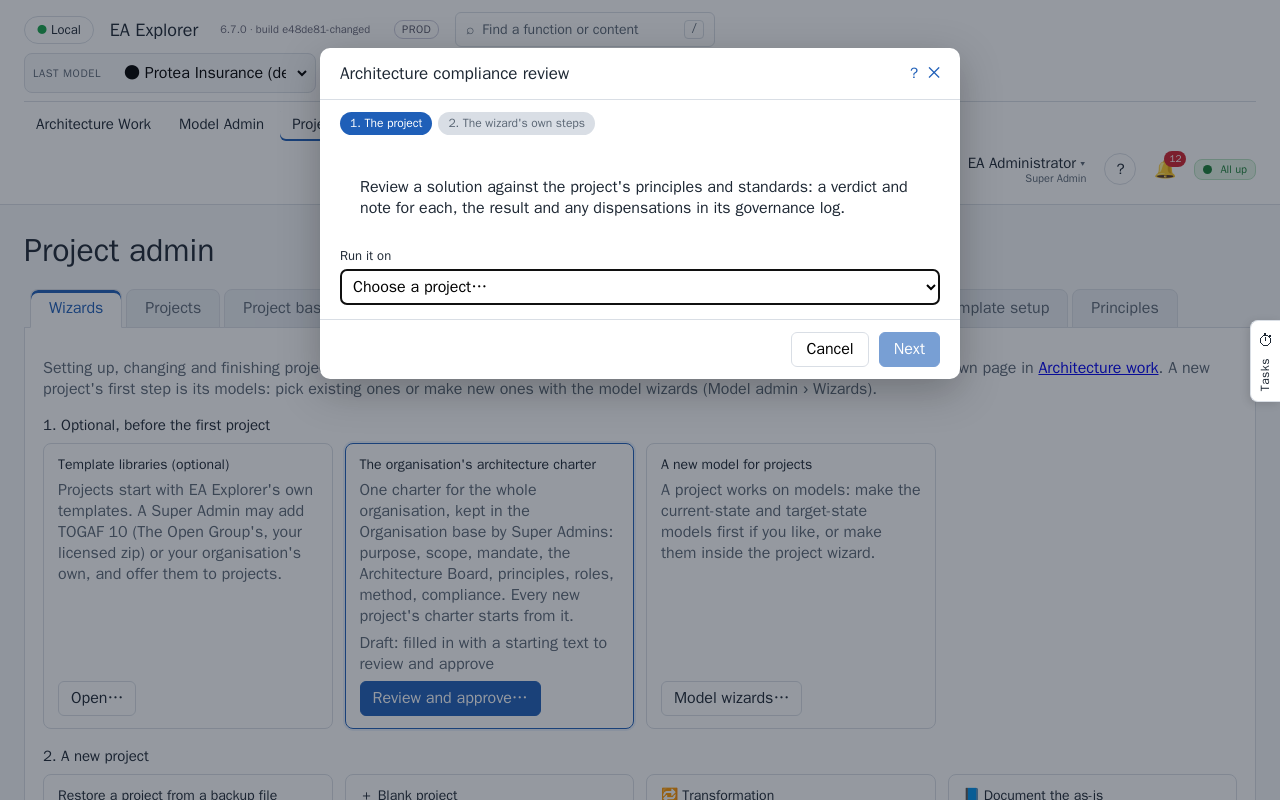 Local
EA Explorer
6.7.0 · build e48de81-changed
PROD
Find a function or content
/
LAST MODEL
Protea Insurance (de
Architecture Work
Model Admin
EA Administrator
Super Admin
?
12
All up
Project admin
Wizards
Projects
Principles
Architecture compliance review
?
1. The project
2. The wizard's own steps
Review a solution against the project's principles and standards: a verdict and
note for each, the result and any dispensations in its governance log.
Run it on
Choose a project…
Cancel
Next
Tasks
Setting up, changing and finishing
page in Architecture work. A new
project's first step is its models: pick existing ones or make new ones with the model wizards (Model admin › Wizards).
1. Optional, before the first project
Template libraries (optional)
Projects start with EA Explorer's own
templates. A Super Admin may add
TOGAF 10 (The Open Group's, your
licensed zip) or your organisation's
own, and offer them to projects.
Open…
The organisation's architecture charter
One charter for the whole
organisation, kept in the
Organisation base by Super Admins:
purpose, scope, mandate, the
Architecture Board, principles, roles,
method, compliance. Every new
project's charter starts from it.
Draft: filled in with a starting text to
review and approve
Review and approve…
A new model for projects
A project works on models: make the
current-state and target-state
models first if you like, or make
them inside the project wizard.
Model wizards…
2. A new project
Restore a project from a backup file
+ Blank project
Transformation
Document the as-is